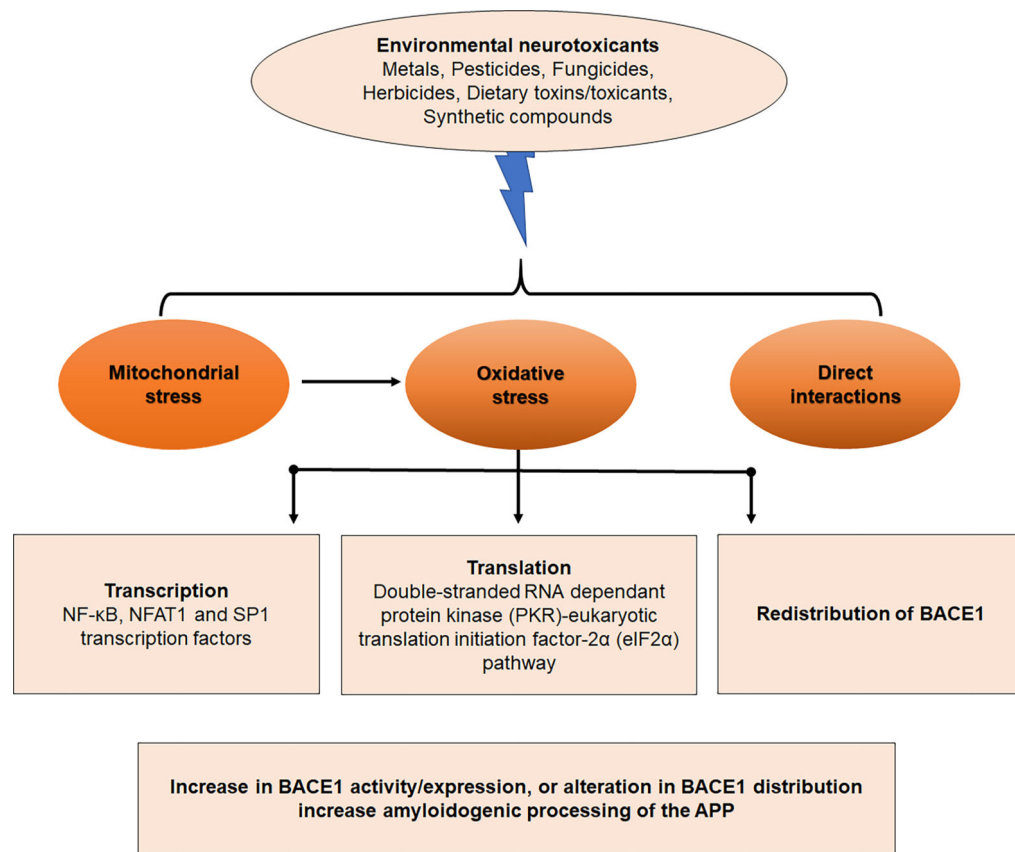 Environmental neurotoxicants
Metals, Pesticides, Fungicides,
Herbicides, Dietary toxins/toxicants,
Synthetic compounds
Mitochondrial
stress
Oxidative
stress
Direct
interactions
Transcription
NF-κB, NFAT1 and SP1
transcription factors
Translation
Double-stranded RNA dependant
protein kinase (PKR)-eukaryotic
translation initiation factor-2α (eIF2α)
pathway
Redistribution of BACE1
Increase in BACE1 activity/expression, or alteration in BACE1 distribution
increase amyloidogenic processing of the APP